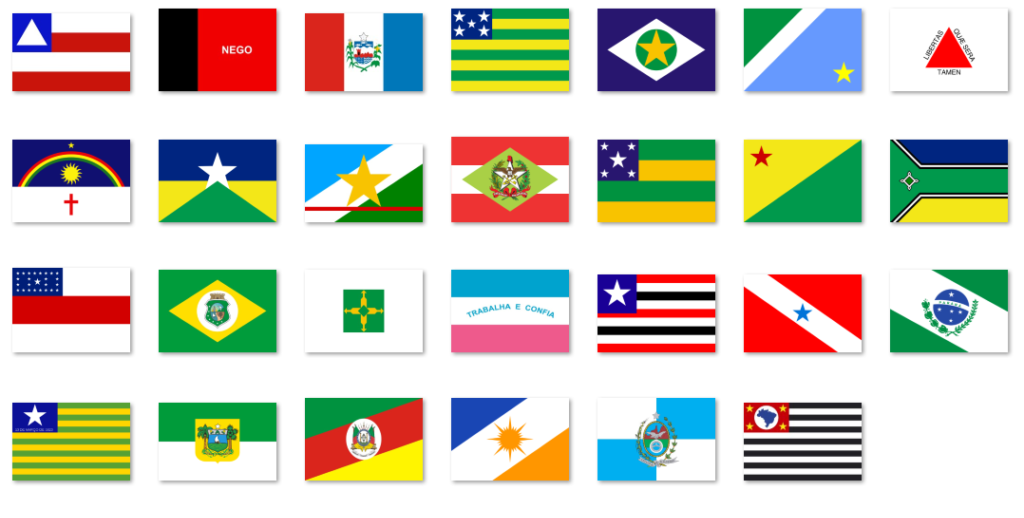 NEGO
LIBERTAS
QUÆ SERA
TAMEN
TRABALHA E CONFIA